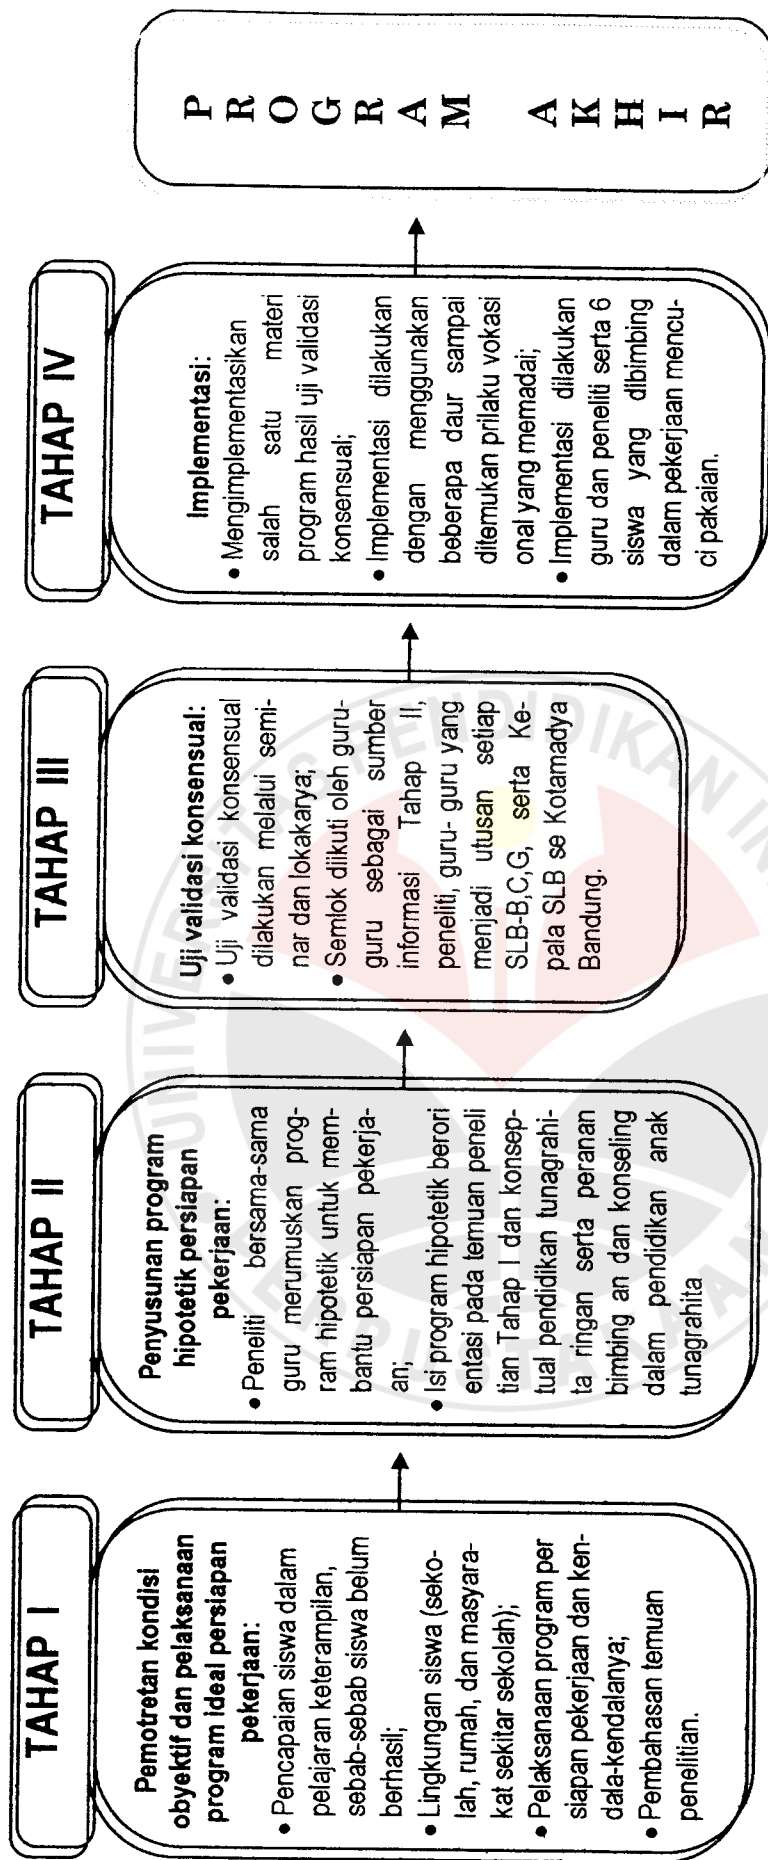 TAHAP I
Pemotretan kondisi
obyektif dan pelaksanaan
program ideal persiapan
pekerjaan:
• Pencapaian siswa dalam
pelajaran keterampilan,
sebab-sebab siswa belum
berhasil;
• Lingkungan siswa (seko-
lah, rumah, dan masyara-
kat sekitar sekolah);
• Pelaksanaan program per
siapan pekerjaan dan ken-
dala-kendalanya;
• Pembahasan temuan
penelitian.
TAHAP II
Penyusunan program
hipotetik persiapan
pekerjaan:
• Peneliti bersama-sama
guru merumuskan prog-
ram hipotetik untuk mem-
bantu persiapan pekerja-
an;
• Isi program hipotetik berori
entasi pada temuan peneli
tian Tahap I dan konsep-
tual pendidikan tunagrahi-
ta ringan serta peranan
bimbing an dan konseling
dalam pendidikan anak
tunagrahita
TAHAP III
Uji validasi konsensual:
• Uji validasi konsensual
dilakukan melalui semi-
nar dan lokakarya;
• Semlok diikuti oleh guru-
guru sebagai sumber
informasi Tahap II,
peneliti, guru- guru yang
menjadi utusan setiap
SLB-B,C,G, serta Ke-
pala SLB se Kotamadya
Bandung.
TAHAP IV
Implementasi:
• Mengimplementasikan
salah satu materi
program hasil uji validasi
konsensual;
• Implementasi dilakukan
dengan menggunakan
beberapa daur sampai
ditemukan prilaku vokasi
onal yang memadai;
• Implementasi dilakukan
guru dan peneliti serta 6
siswa yang dibimbing
dalam pekerjaan mencu-
ci pakaian.
PROGRAM AKHIR
UNIVERSITAS PENDIDIKAN IN
PERPUSTAKAAN